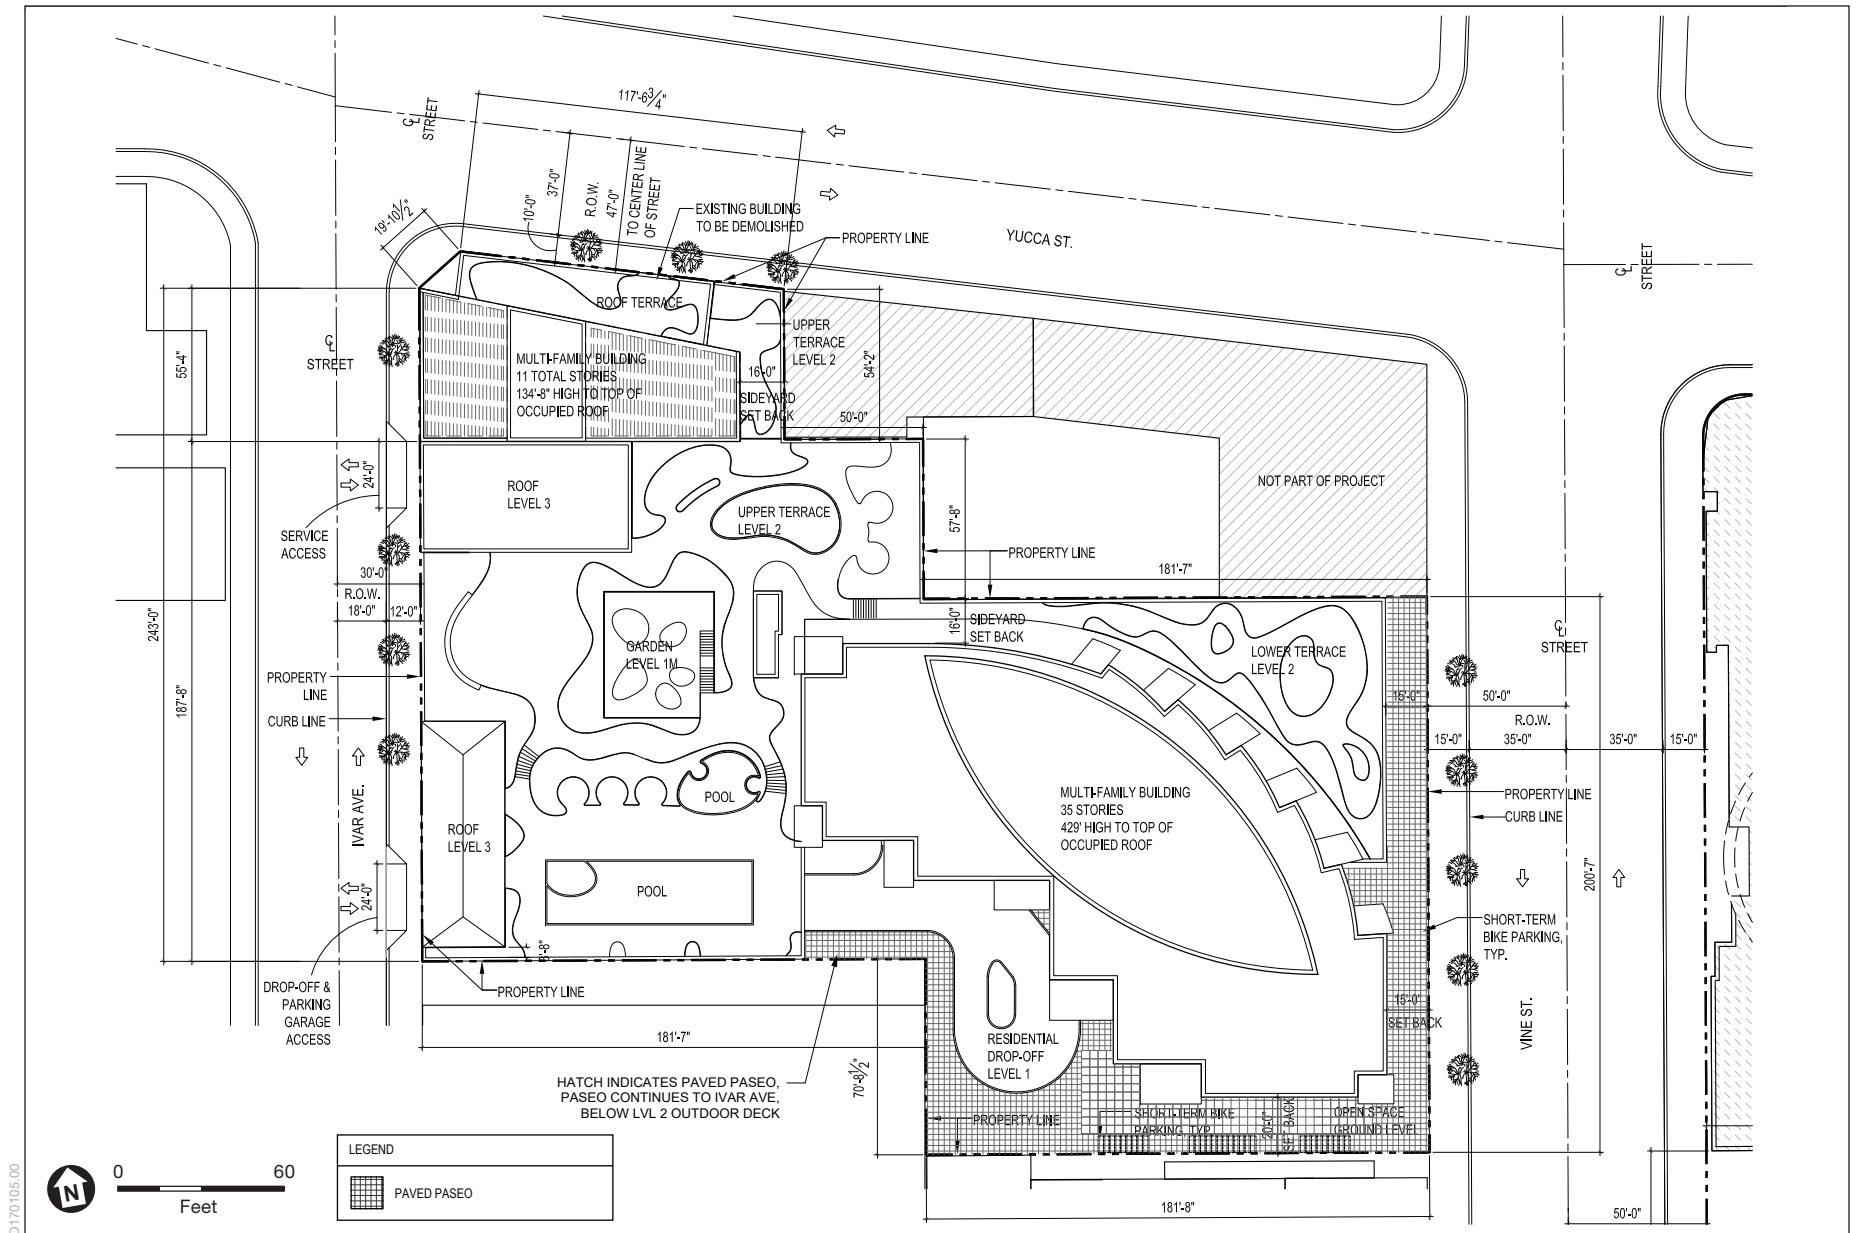 117'-6 3/4"
℄
STREET
19'-10 1/2"
10'-0"
37'-0"
R.O.W.
47'-0"
TO CENTER LINE
OF STREET
EXISTING BUILDING
TO BE DEMOLISHED
PROPERTY LINE
YUCCA ST.
℄
STREET
ROOF TERRACE
UPPER
TERRACE
LEVEL 2
54'-2"
55'-4"
℄
STREET
MULTI-FAMILY BUILDING
11 TOTAL STORIES
134'-8" HIGH TO TOP OF
OCCUPIED ROOF
16'-0"
SIDEYARD
SET BACK
50'-0"
24'-0"
ROOF
LEVEL 3
UPPER TERRACE
LEVEL 2
57'-8"
NOT PART OF PROJECT
SERVICE
ACCESS
PROPERTY LINE
181'-7"
30'-0"
R.O.W.
18'-0"
12'-0"
243'-0"
187'-8"
16'-0"
SIDEYARD
SET BACK
GARDEN
LEVEL 1M
LOWER TERRACE
LEVEL 2
℄
STREET
PROPERTY
LINE
CURB LINE
15'-0"
50'-0"
R.O.W.
15'-0"
35'-0"
35'-0"
15'-0"
IVAR AVE.
POOL
MULTI-FAMILY BUILDING
35 STORIES
429' HIGH TO TOP OF
OCCUPIED ROOF
PROPERTY LINE
CURB LINE
ROOF
LEVEL 3
POOL
24'-0"
200'-7"
SHORT-TERM
BIKE PARKING,
TYP.
DROP-OFF &
PARKING
GARAGE
ACCESS
PROPERTY LINE
15'-0"
SET BACK
VINE ST.
181'-7"
RESIDENTIAL
DROP-OFF
LEVEL 1
70'-8 1/2"
HATCH INDICATES PAVED PASEO,
PASEO CONTINUES TO IVAR AVE,
BELOW LVL 2 OUTDOOR DECK
PROPERTY LINE
SHORT-TERM BIKE
PARKING, TYP.
20'-0"
SET BACK
OPEN SPACE
GROUND LEVEL
181'-8"
50'-0"
LEGEND
PAVED PASEO
N
0
60
Feet
D170105.00